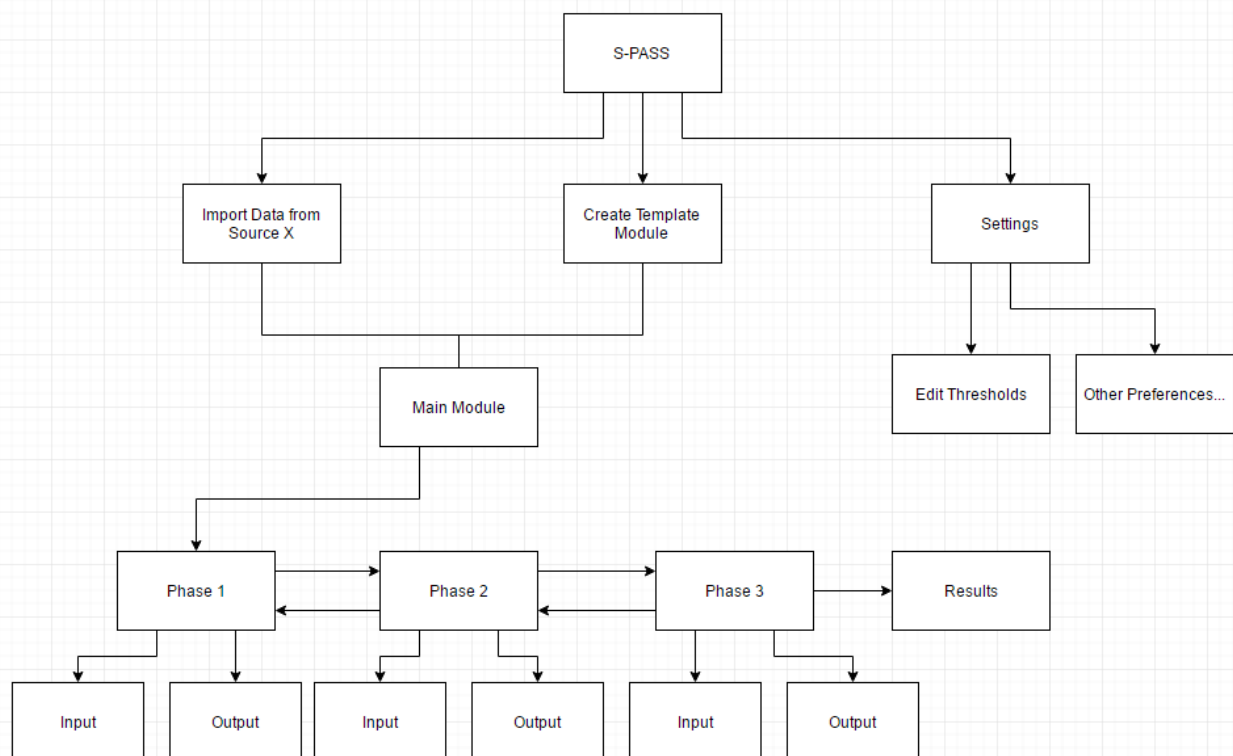 S-PASS
Import Data from
Source X
Create Template
Module
Settings
Edit Thresholds
Other Preferences...
Main Module
Phase 1
Phase 2
Phase 3
Results
Input
Output
Input
Output
Input
Output